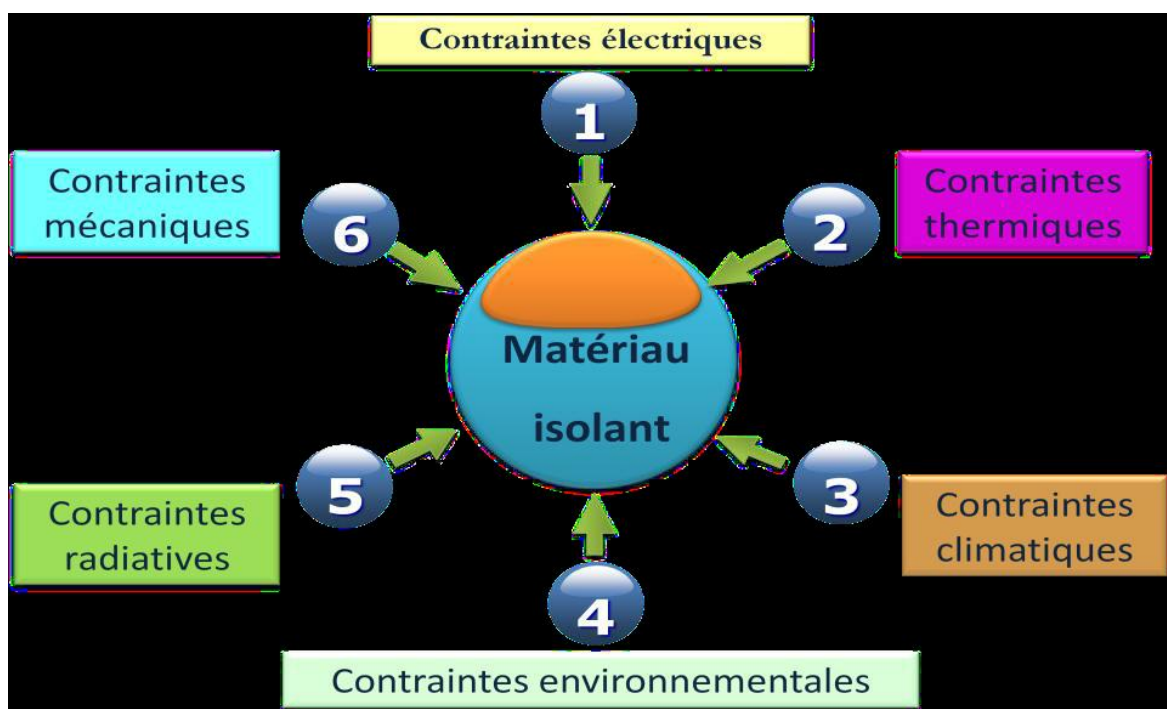 Contraintes électriques
1
Contraintes
mécaniques
6
2
Contraintes
thermiques
Matèriau
isolant
5
Contraintes
radiatives
3
Contraintes
climatiques
4
Contraintes environnementales